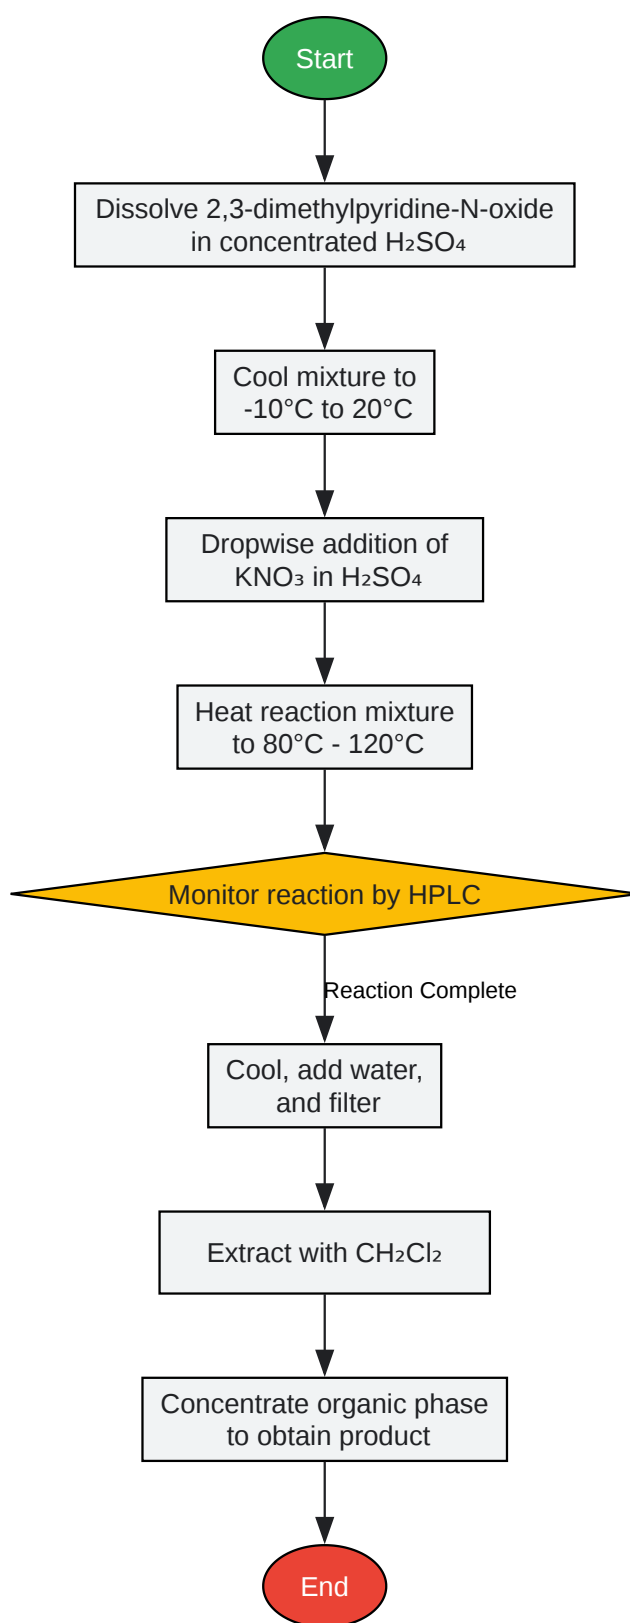 Start
Dissolve 2,3-dimethylpyridine-N-oxide
in concentrated H₂SO₄
Cool mixture to
-10°C to 20°C
Dropwise addition of
KNO₃ in H₂SO₄
Heat reaction mixture
to 80°C - 120°C
Monitor reaction by HPLC
Reaction Complete
Cool, add water,
and filter
Extract with CH₂Cl₂
Concentrate organic phase
to obtain product
End